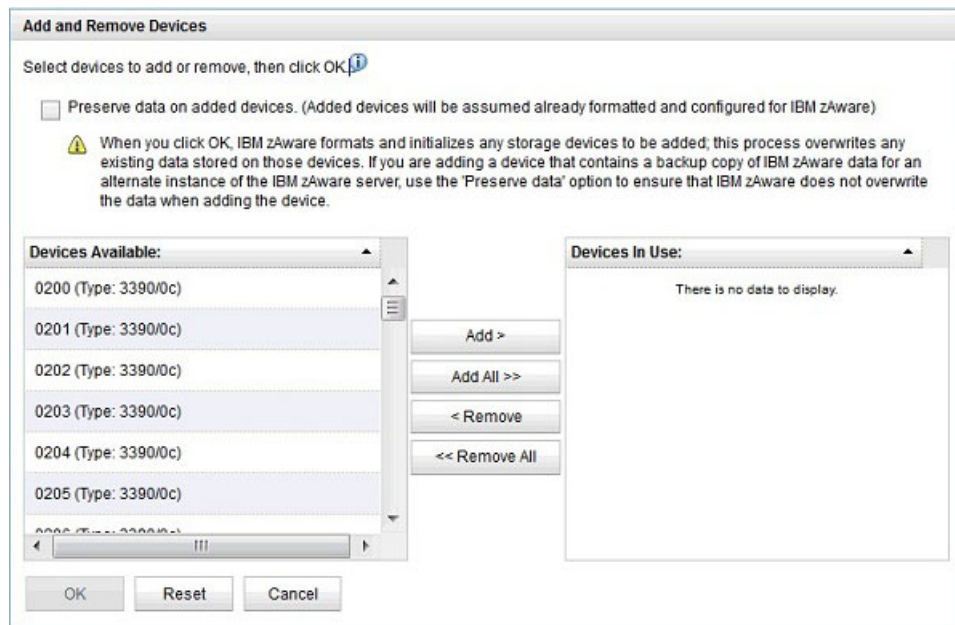 Add and Remove Devices
Select devices to add or remove, then click OK.
Preserve data on added devices. (Added devices will be assumed already formatted and configured for IBM zAware)
When you click OK, IBM zAware formats and initializes any storage devices to be added; this process overwrites any
existing data stored on those devices. If you are adding a device that contains a backup copy of IBM zAware data for an
alternate instance of the IBM zAware server, use the 'Preserve data' option to ensure that IBM zAware does not overwrite
the data when adding the device.
Devices Available:
0200 (Type: 3390/0c)
0201 (Type: 3390/0c)
0202 (Type: 3390/0c)
0203 (Type: 3390/0c)
0204 (Type: 3390/0c)
0205 (Type: 3390/0c)
Add >
Add All >>
< Remove
<< Remove All
Devices In Use:
There is no data to display.
OK
Reset
Cancel